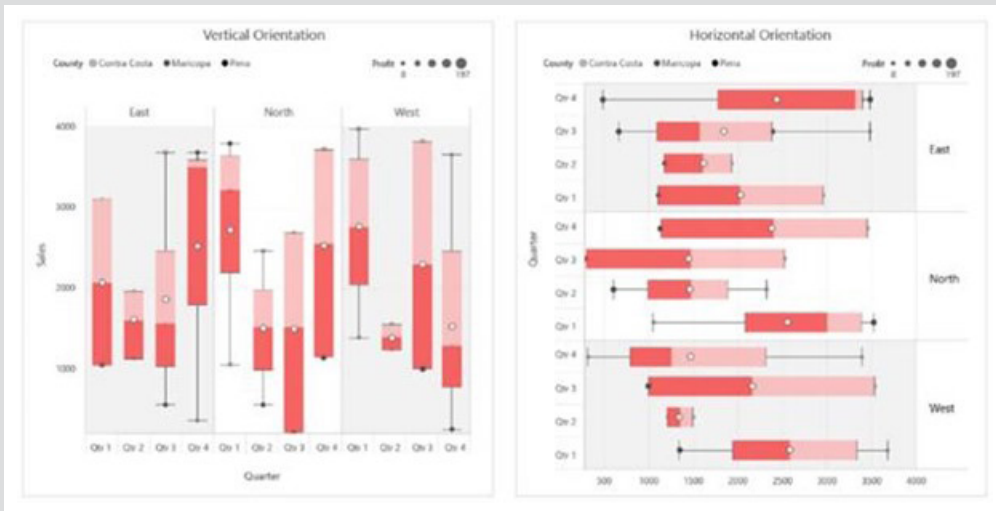 Vertical Orientation
County Contra Costa Maricopa Pima
Profit
8 197
East North West
4000
3000
2000
1000
Sales
Qtr 1 Qtr 2 Qtr 3 Qtr 4 Qtr 1 Qtr 2 Qtr 3 Qtr 4 Qtr 1 Qtr 2 Qtr 3 Qtr 4
Quarter
Horizontal Orientation
County Contra Costa Maricopa Pima
Profit
8 197
Quarter
Qtr 4
Qtr 3
Qtr 2
Qtr 1
East
Qtr 4
Qtr 3
Qtr 2
Qtr 1
North
Qtr 4
Qtr 3
Qtr 2
Qtr 1
West
500 1000 1500 2000 2500 3000 3500 4000